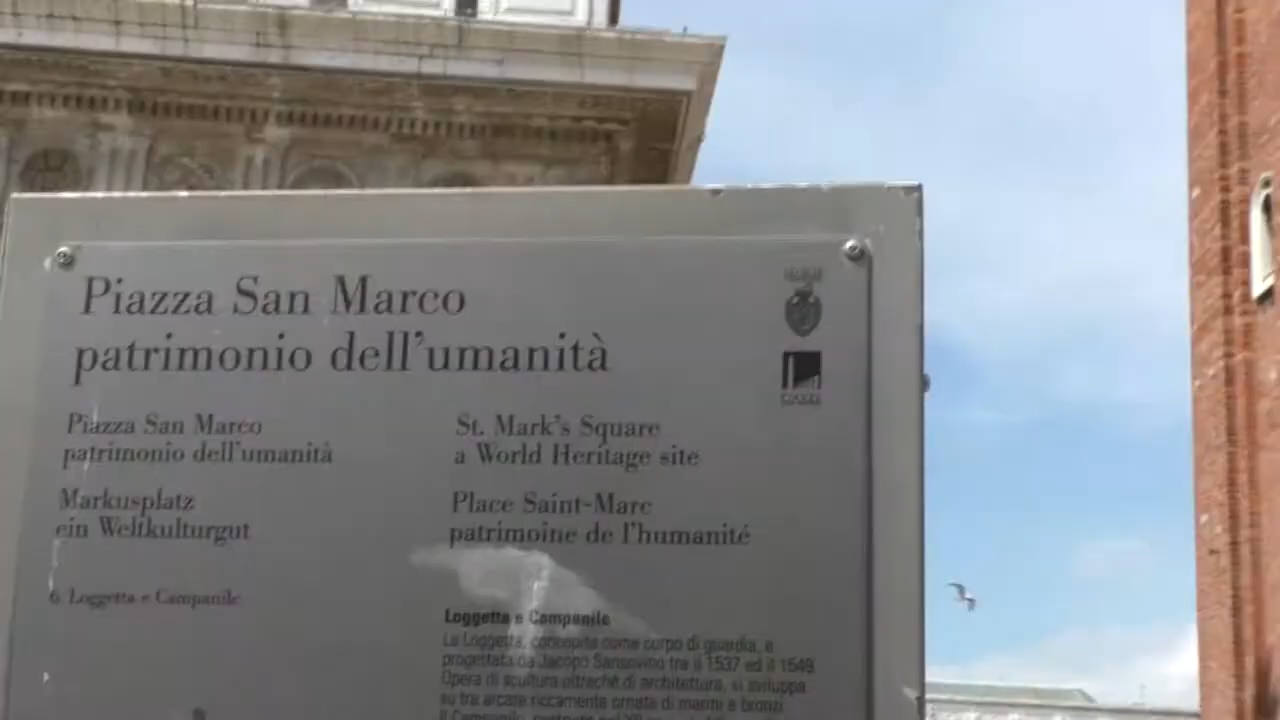 Piazza San Marco
patrimonio dell'umanità
Piazza San Marco
patrimonio dell'umanità
St. Mark's Square
a World Heritage site
Markusplatz
ein Weltkulturgut
Place Saint-Marc
patrimoine de l'humanité
6 Loggetta e Campanile
Loggetta e Campanile
La Loggetta, concepita come corpo di guardia, è
progettata da Jacopo Sansovino tra il 1537 ed il 1549.
Opera di scultura oltreché di architettura, si sviluppa
su tre arcate riccamente ornata di marmi e bronzi.
Il Campanile,